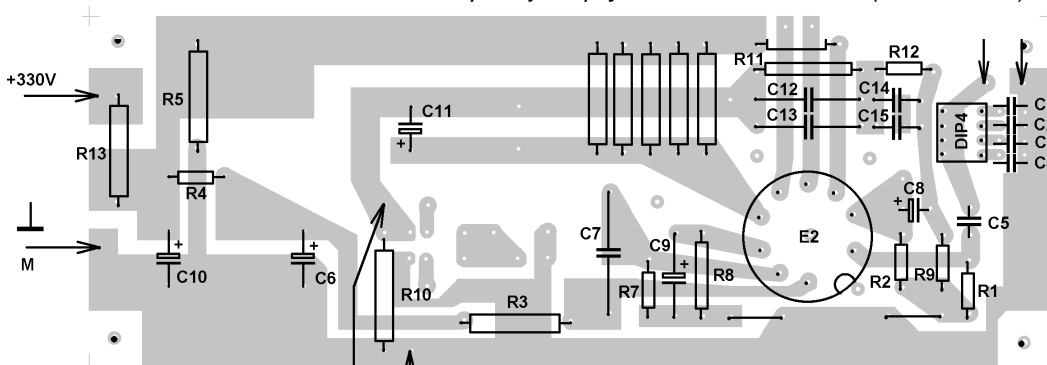 +330V
R5
R13
R4
C11
R11
R12
C12
C14
C13
C15
DIP4
C
C
C
C
M
C10
C6
R10
R3
C7
C9
R7
R8
E2
C8
C5
R2
R9
R1
+
+
+
+
+